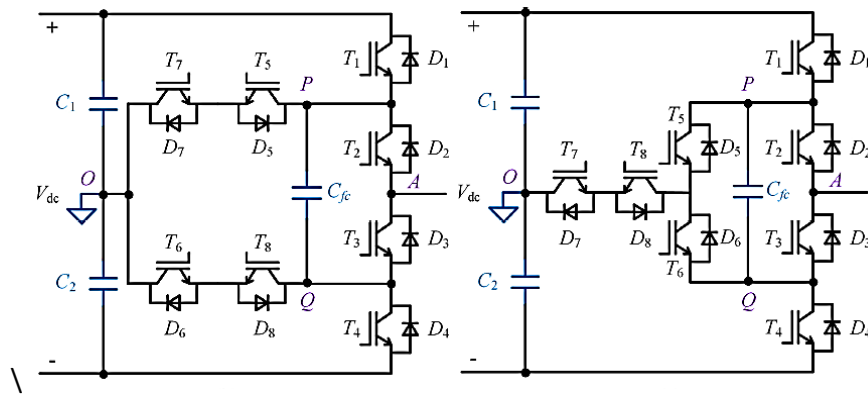 + +
T7 T5 P T1 D1 T1 D1
P
C1 D7 D5 T2 D2 C1 T5 T2 D2
O A T7 T8 D5 A
Vdc Cfc Vdc O Cfc
T6 T8 T3 D3 D7 D8 D6 T3 D3
C2 Q C2 T6 Q
D6 D8 T4 D4 T4 D4
- -
\